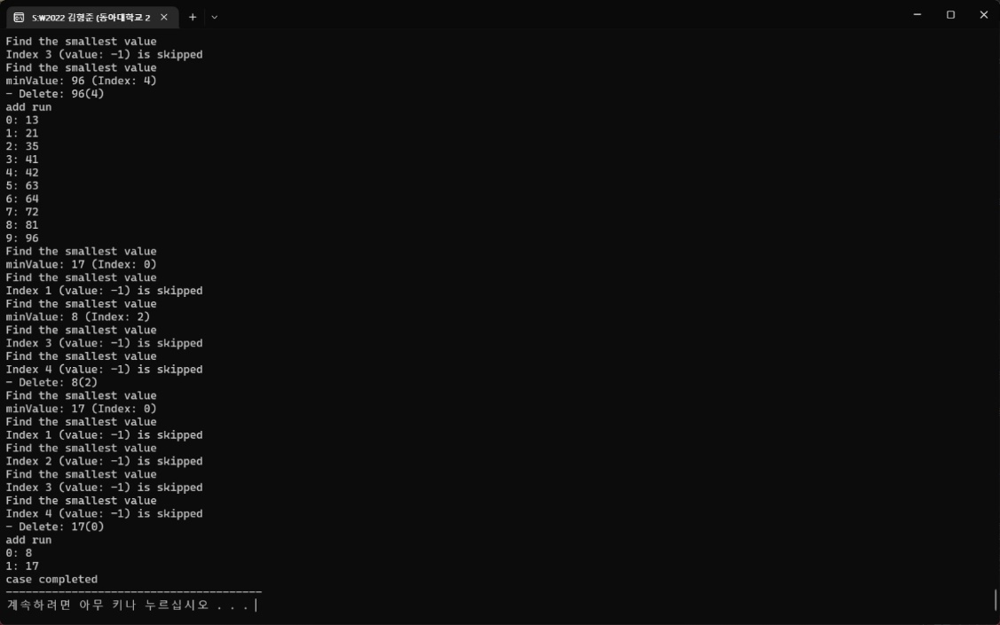 S:₩2022 김형준 (동아대학교 2
Find the smallest value
Index 3 (value: -1) is skipped
Find the smallest value
minValue: 96 (Index: 4)
- Delete: 96(4)
add run
0: 13
1: 21
2: 35
3: 41
4: 42
5: 63
6: 64
7: 72
8: 81
9: 96
Find the smallest value
minValue: 17 (Index: 0)
Find the smallest value
Index 1 (value: -1) is skipped
Find the smallest value
minValue: 8 (Index: 2)
Find the smallest value
Index 3 (value: -1) is skipped
Find the smallest value
Index 4 (value: -1) is skipped
- Delete: 8(2)
Find the smallest value
minValue: 17 (Index: 0)
Find the smallest value
Index 1 (value: -1) is skipped
Find the smallest value
Index 2 (value: -1) is skipped
Find the smallest value
Index 3 (value: -1) is skipped
Find the smallest value
Index 4 (value: -1) is skipped
- Delete: 17(0)
add run
0: 8
1: 17
case completed
---------------------------------------
계속하려면 아무 키나 누르십시오 . . .